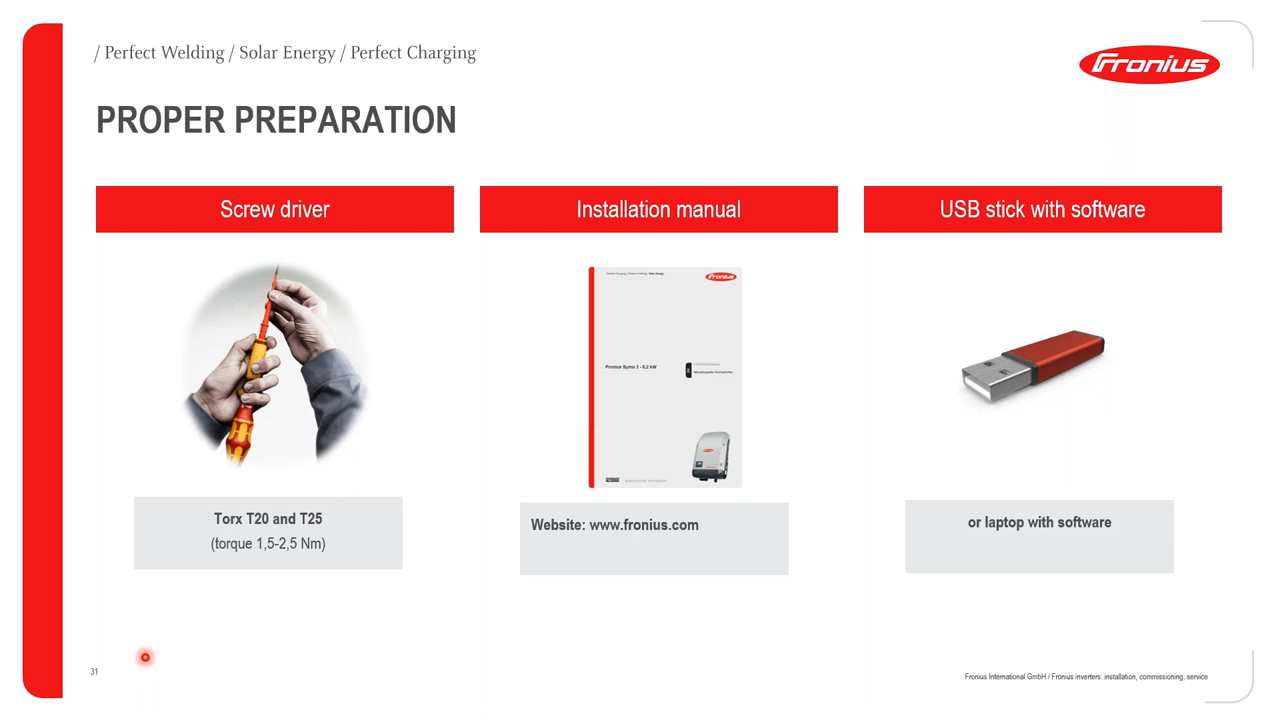 / Perfect Welding / Solar Energy / Perfect Charging
Fronius
PROPER PREPARATION
Screw driver
Installation manual
USB stick with software
Fronius
Fronius Symo 3 - 8.2 kW
Torx T20 and T25
(torque 1,5-2,5 Nm)
Website: www.fronius.com
or laptop with software
31
Fronius International GmbH / Fronius inverters: installation, commissioning, service